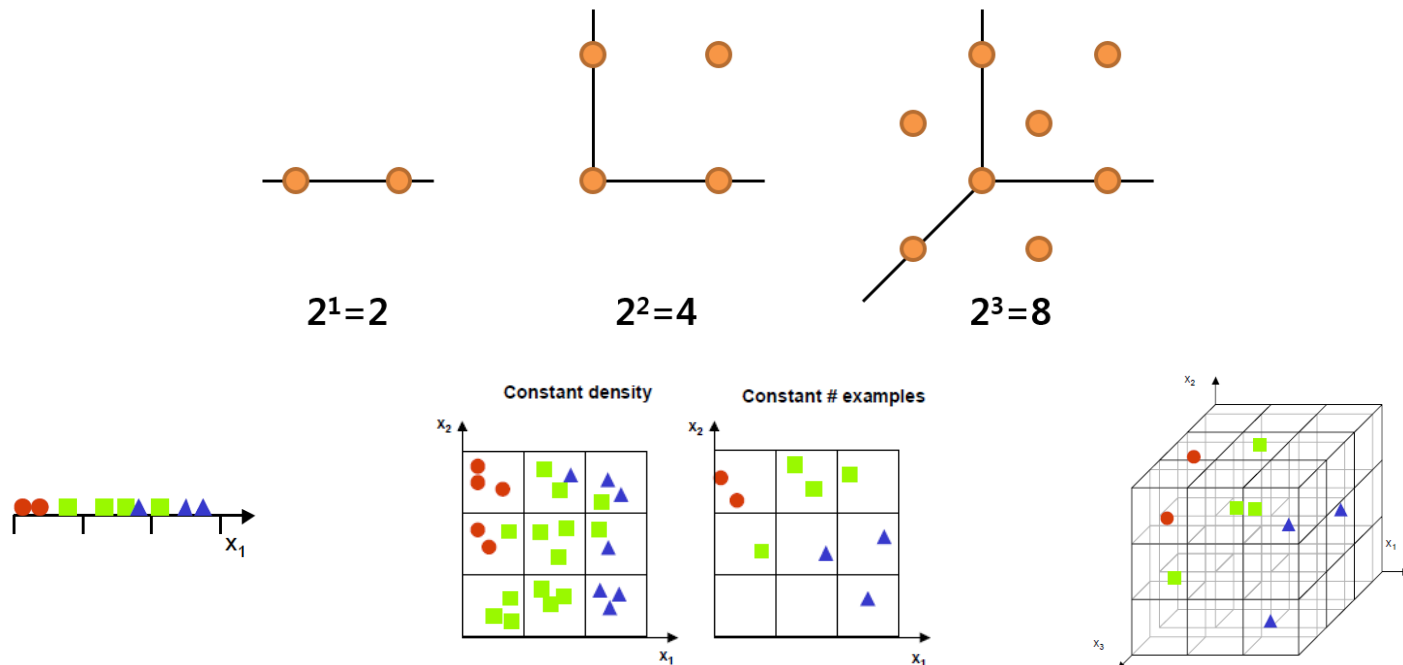 2¹=2
2²=4
2³=8
X₁
Constant density
X₂
X₁
Constant # examples
X₂
X₁
X₂
X₁
X₃